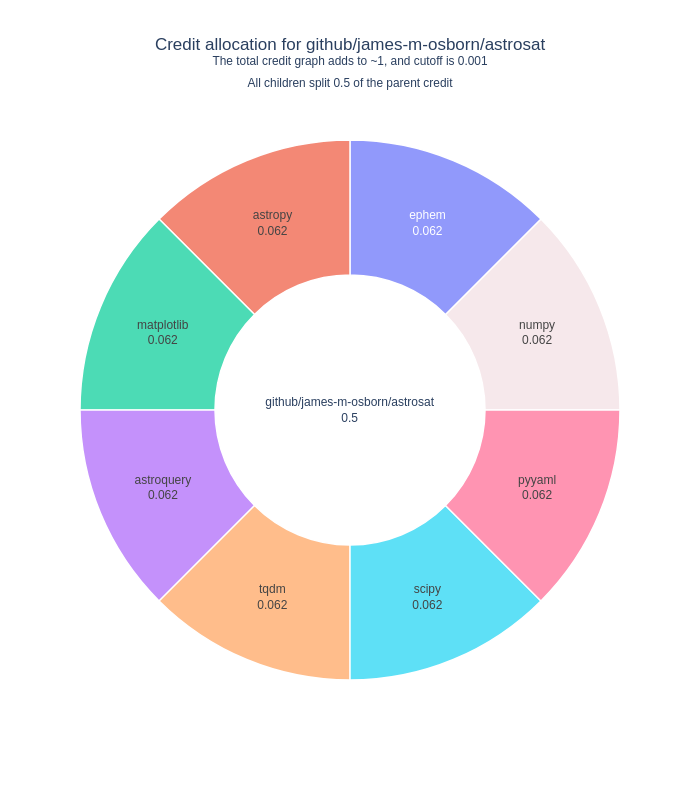 Credit allocation for github/james-m-osborn/astrosat
The total credit graph adds to ~1, and cutoff is 0.001
All children split 0.5 of the parent credit
astropy
0.062
ephem
0.062
matplotlib
0.062
numpy
0.062
github/james-m-osborn/astrosat
0.5
astroquery
0.062
pyyaml
0.062
tqdm
0.062
scipy
0.062